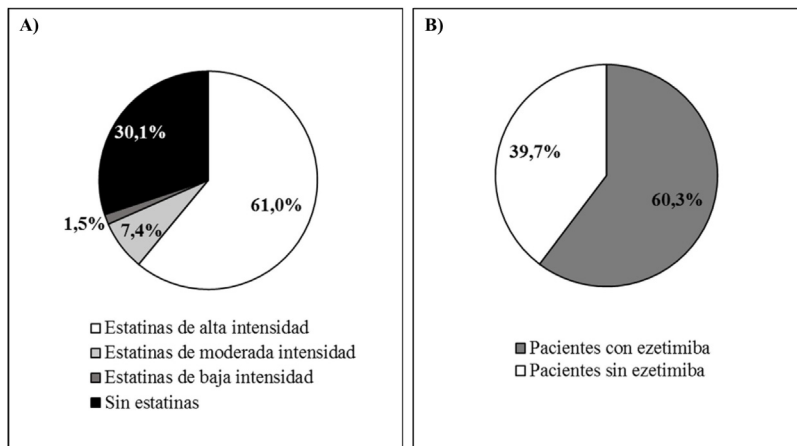 A)
30,1%
61,0%
1,5%
7,4%
Estatinas de alta intensidad
Estatinas de moderada intensidad
Estatinas de baja intensidad
Sin estatinas
B)
39,7%
60,3%
Pacientes con ezetimiba
Pacientes sin ezetimiba